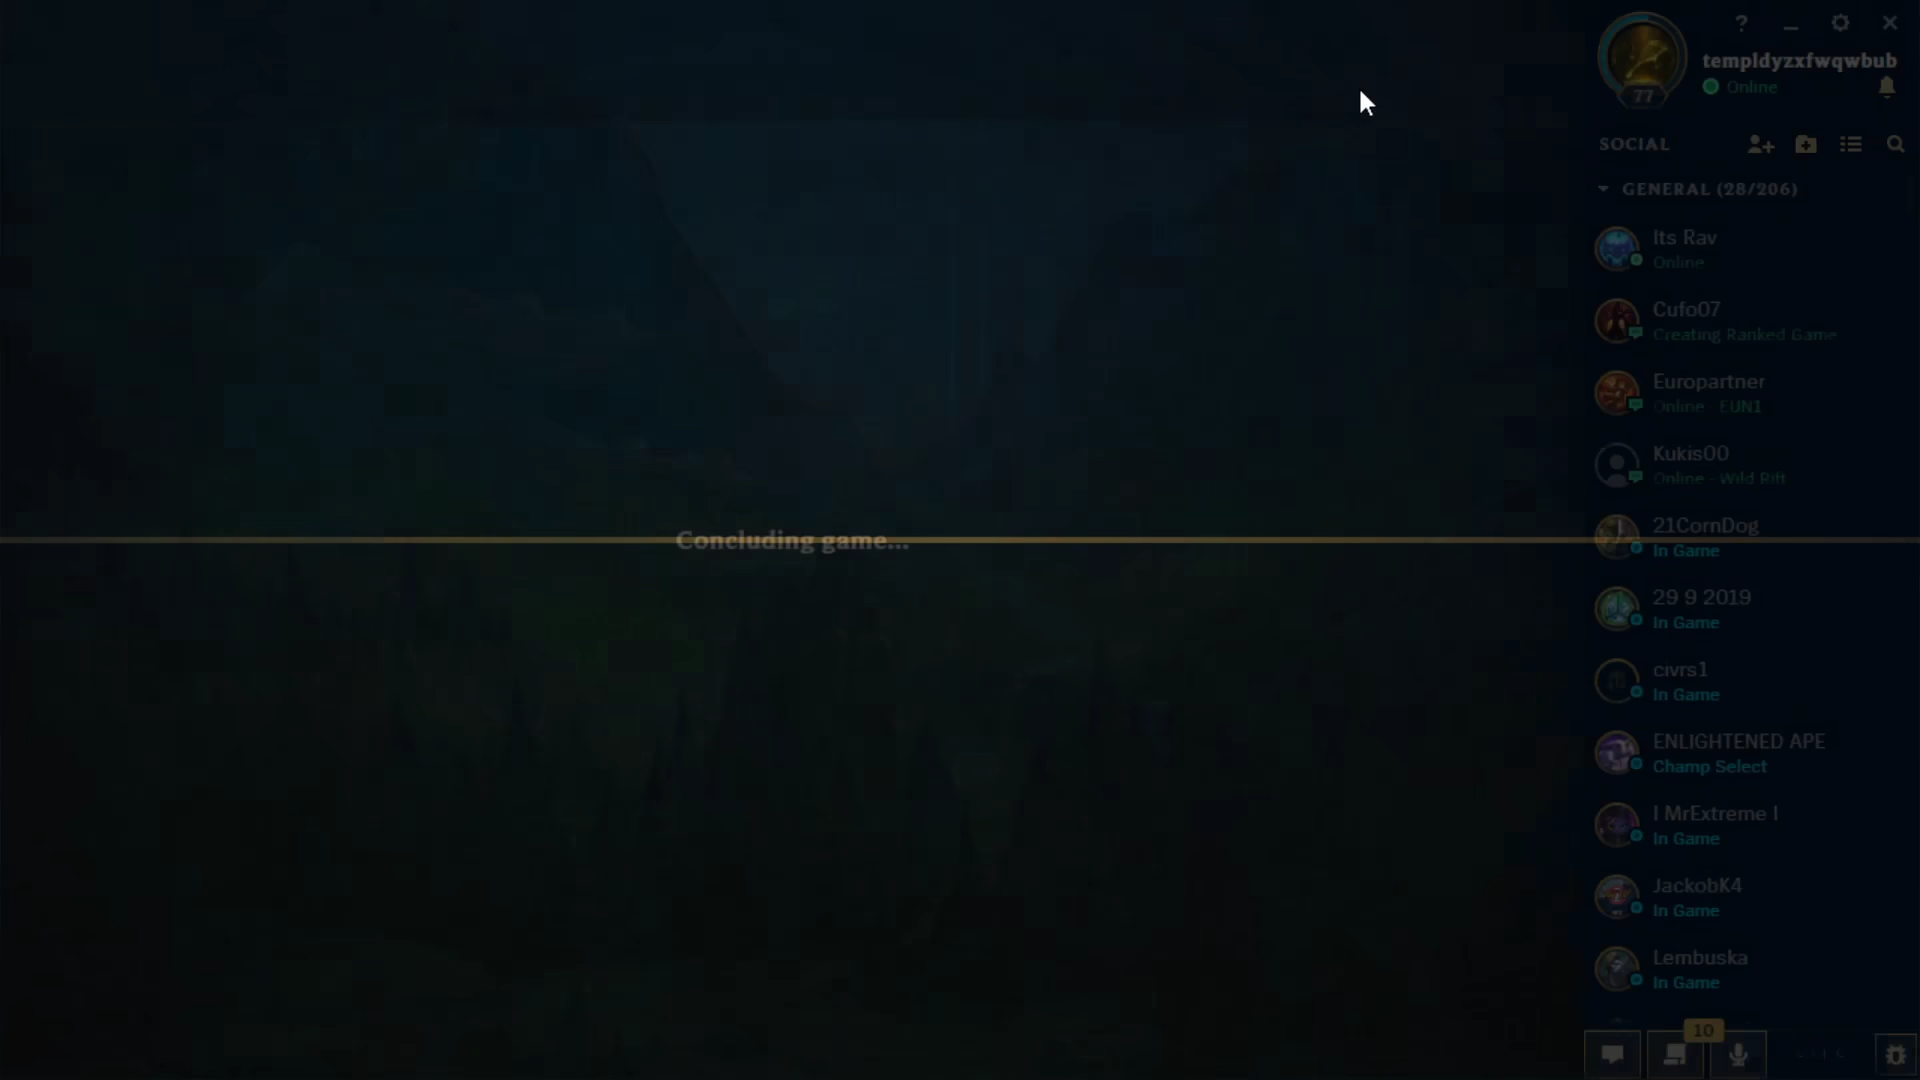 ?
templdyzxfwqwbub
77
Online
SOCIAL
GENERAL (28/206)
Its Rav
Online
Cufo07
Creating Ranked Game
Europartner
Online - EUN1
Kukis00
Online - Wild Rift
Concluding game...
21CornDog
In Game
29 9 2019
In Game
cıvrs1
In Game
ENLIGHTENED APE
Champ Select
I MrExtreme I
In Game
JackobK4
In Game
Lembuska
In Game
10